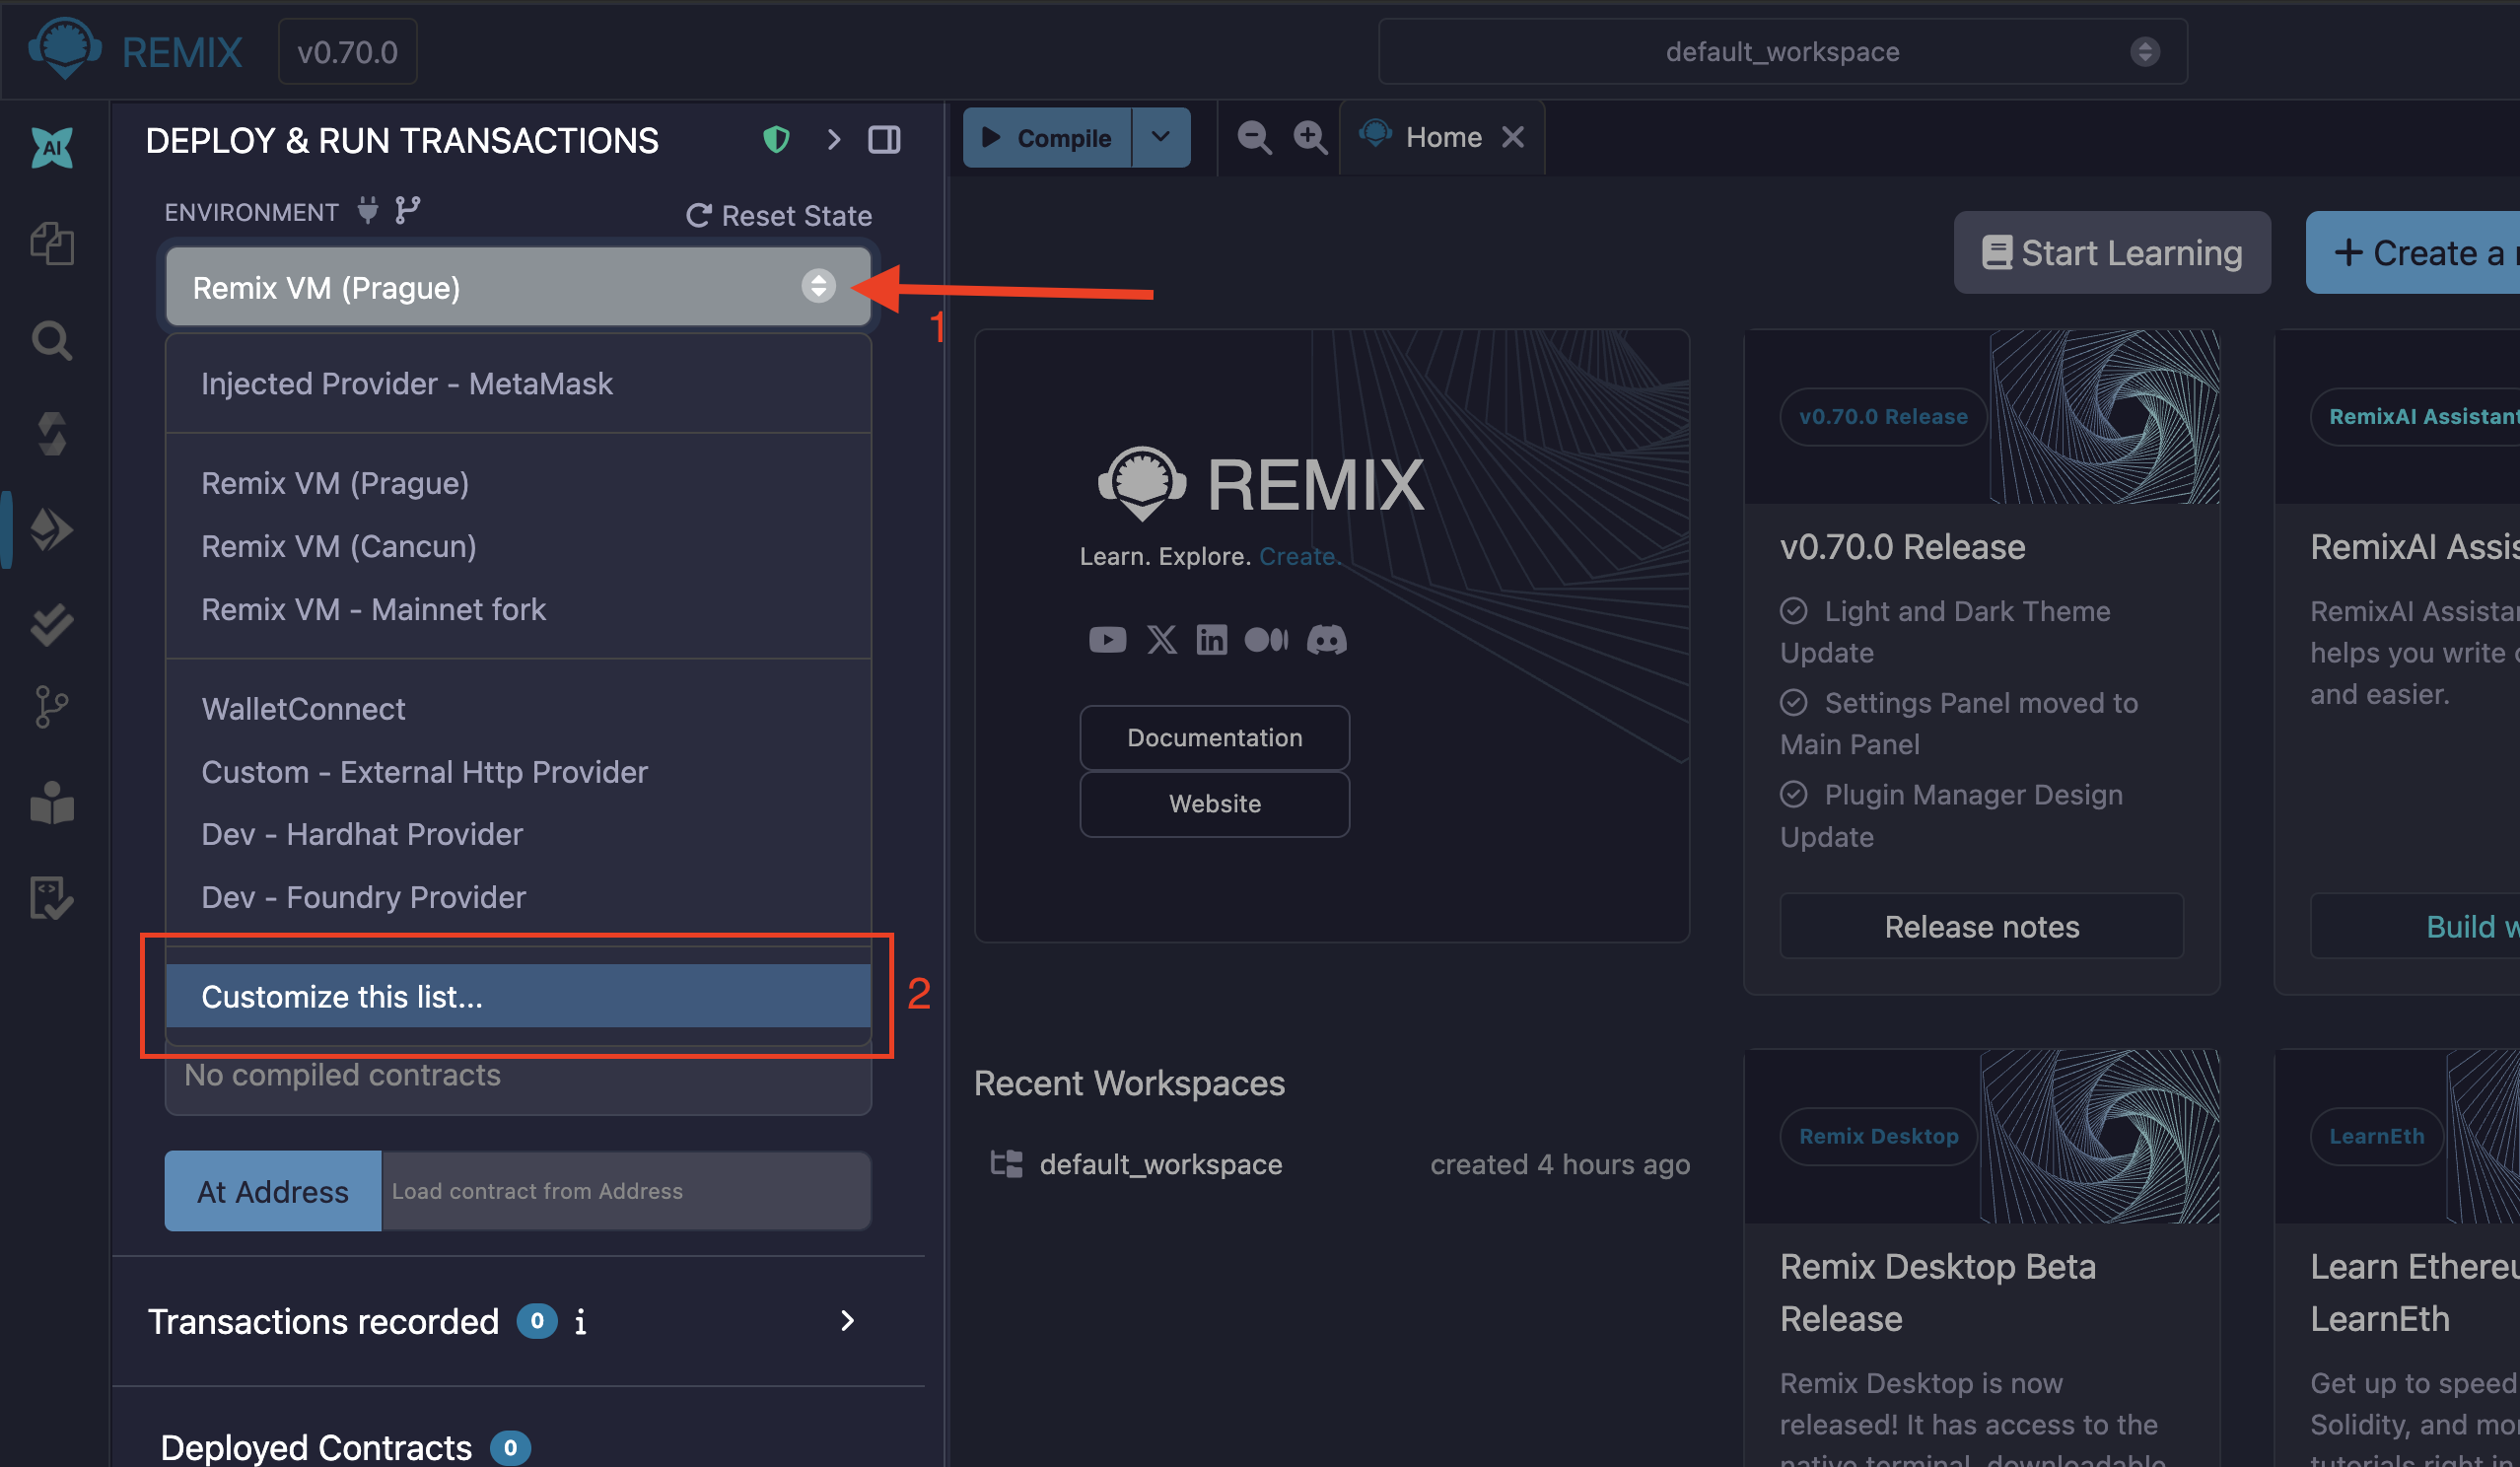 REMIX
v0.70.0
default_workspace
AI
DEPLOY & RUN TRANSACTIONS
Compile
Home
ENVIRONMENT
Reset State
Remix VM (Prague)
1
Injected Provider - MetaMask
Remix VM (Prague)
Remix VM (Cancun)
Remix VM - Mainnet fork
WalletConnect
Custom - External Http Provider
Dev - Hardhat Provider
Dev - Foundry Provider
Customize this list...
2
No compiled contracts
At Address
Load contract from Address
Transactions recorded 0 i
Deployed Contracts 0
Start Learning
+ Create a
REMIX
Learn. Explore. Create.
Documentation
Website
Recent Workspaces
default_workspace
created 4 hours ago
v0.70.0 Release
v0.70.0 Release
Light and Dark Theme
Update
Settings Panel moved to
Main Panel
Plugin Manager Design
Update
Release notes
RemixAI Assistant
RemixAI
helps you write
and easier.
Build
Remix Desktop
Remix Desktop Beta
Release
Remix Desktop is now
released! It has access to the
native terminal, downloadable
LearnEth
Learn
LearnEth
Get up to speed
Solidity, and
tutorials right